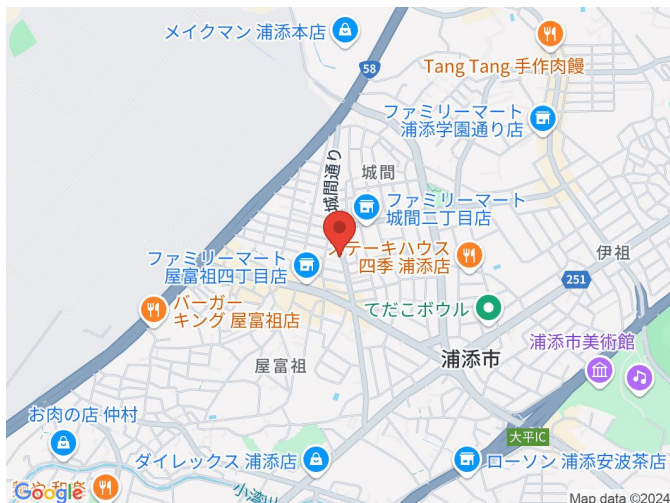 メイクマン 浦添本店
58
Tang Tang 手作肉饅
ファミリーマート
浦添学園通り店
城間通り
城間
ファミリーマート
城間二丁目店
伊祖
ステーキハウス
四季 浦添店
ファミリーマート
屋富祖四丁目店
251
バーガー
キング 屋富祖店
てだこボウル
浦添市美術館
浦添市
屋富祖
お肉の店 仲村
大平IC
ダイレックス 浦添店
ローソン 浦添安波茶店
和楽
小湾川
Google
Map data ©2024